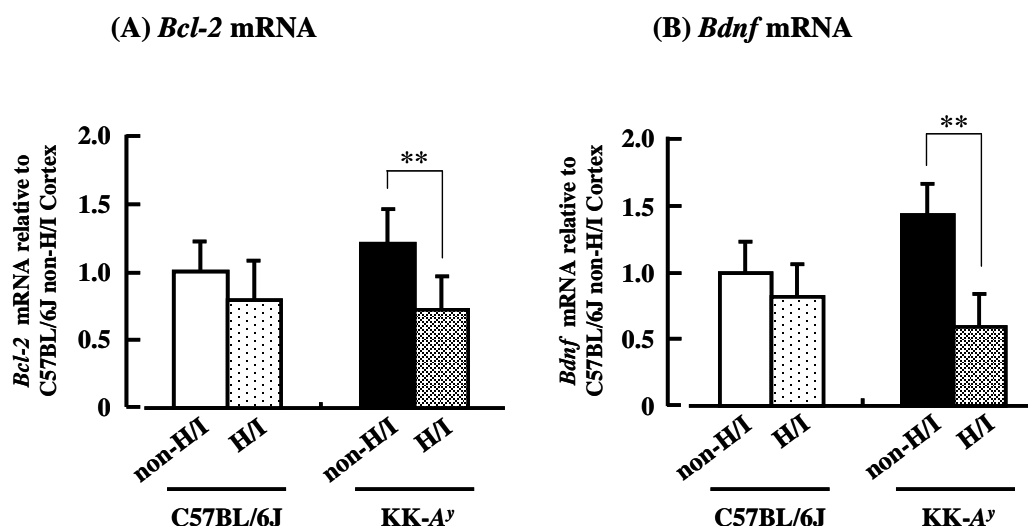 (A) Bcl-2 mRNA
Bcl-2 mRNA relative to
C57BL/6J non-H/I Cortex
2.0
1.5
1.0
0.5
0
**
non-H/I
H/I
non-H/I
H/I
C57BL/6J
KK-Aʸ
(B) Bdnf mRNA
Bdnf mRNA relative to
C57BL/6J non-H/I Cortex
2.0
1.5
1.0
0.5
0
**
non-H/I
H/I
non-H/I
H/I
C57BL/6J
KK-Aʸ